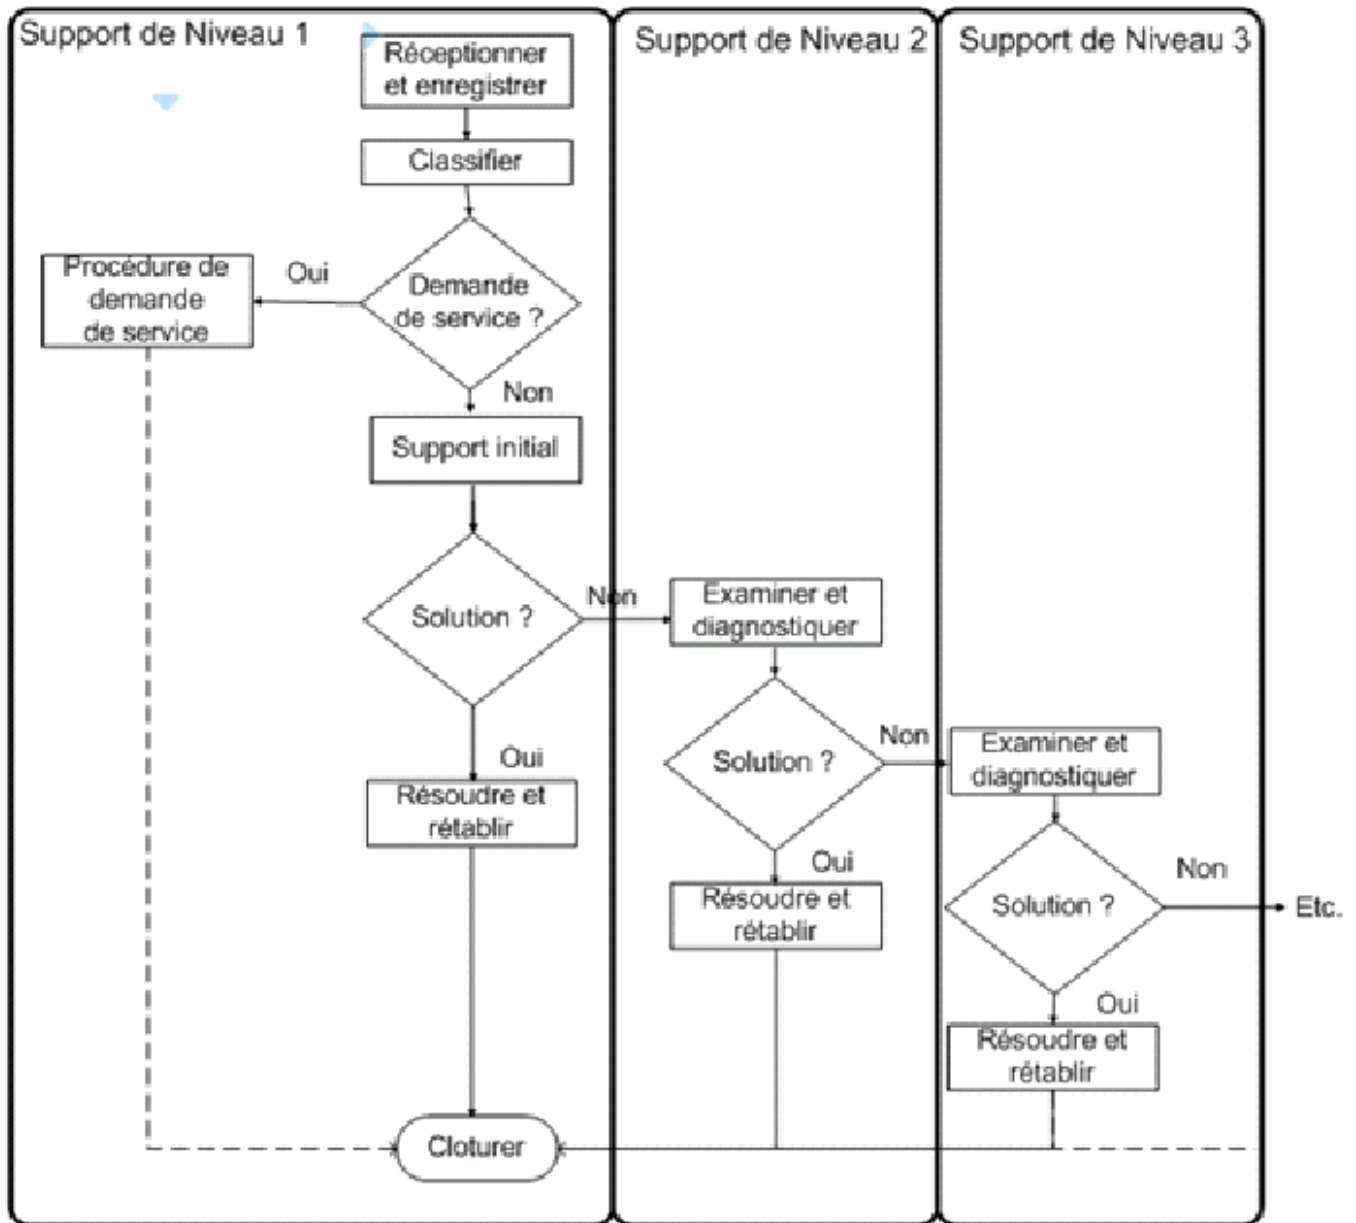 Support de Niveau 1
Support de Niveau 2
Support de Niveau 3
Réceptionner
et enregistrer
Classifier
Demande
de service ?
Oui
Procédure de
demande
de service
Non
Support initial
Solution ?
Non
Oui
Résoudre et
rétablir
Examiner et
diagnostiquer
Solution ?
Non
Oui
Résoudre et
rétablir
Examiner et
diagnostiquer
Solution ?
Non
Etc.
Oui
Résoudre et
rétablir
Cloturer